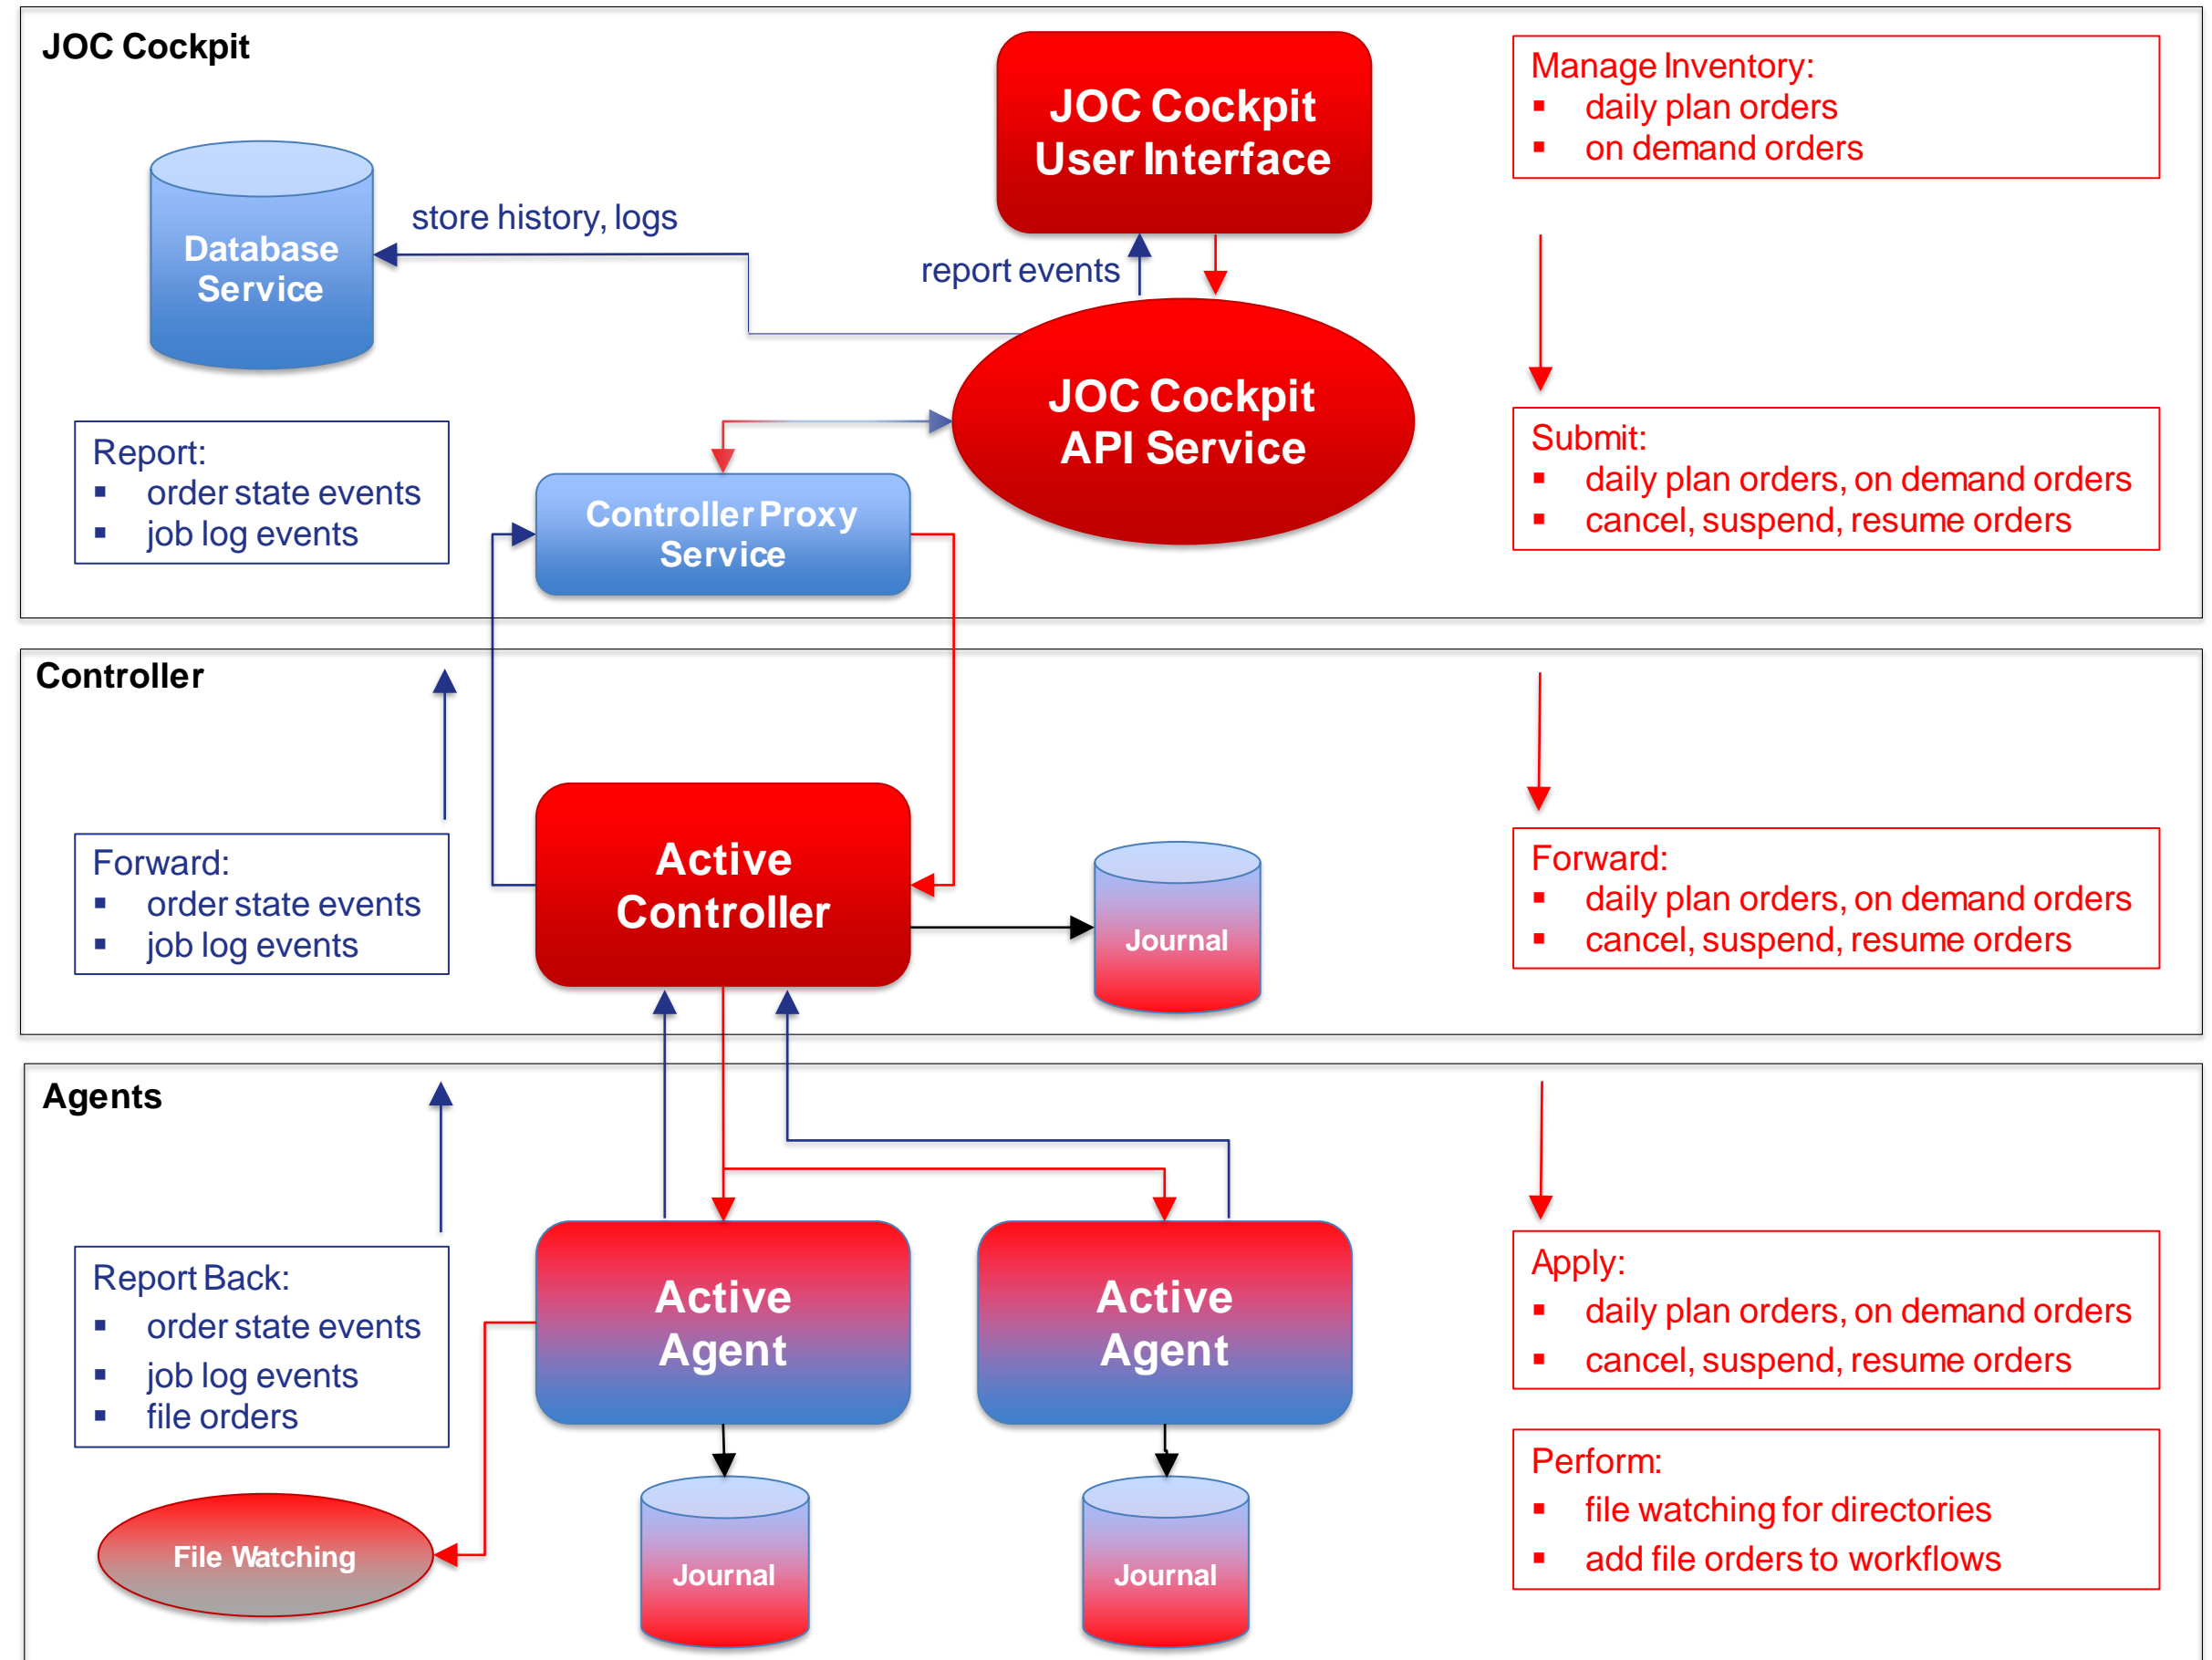 JOC Cockpit
JOC Cockpit
User Interface
Manage Inventory:
▪ daily plan orders
▪ on demand orders
Database
Service
store history, logs
report events
JOC Cockpit
API Service
Report:
▪ order state events
▪ job log events
Controller Proxy
Service
Submit:
▪ daily plan orders, on demand orders
▪ cancel, suspend, resume orders
Controller
Forward:
▪ order state events
▪ job log events
Active
Controller
Journal
Forward:
▪ daily plan orders, on demand orders
▪ cancel, suspend, resume orders
Agents
Report Back:
▪ order state events
▪ job log events
▪ file orders
Active
Agent
Active
Agent
Apply:
▪ daily plan orders, on demand orders
▪ cancel, suspend, resume orders
File Watching
Journal
Journal
Perform:
▪ file watching for directories
▪ add file orders to workflows